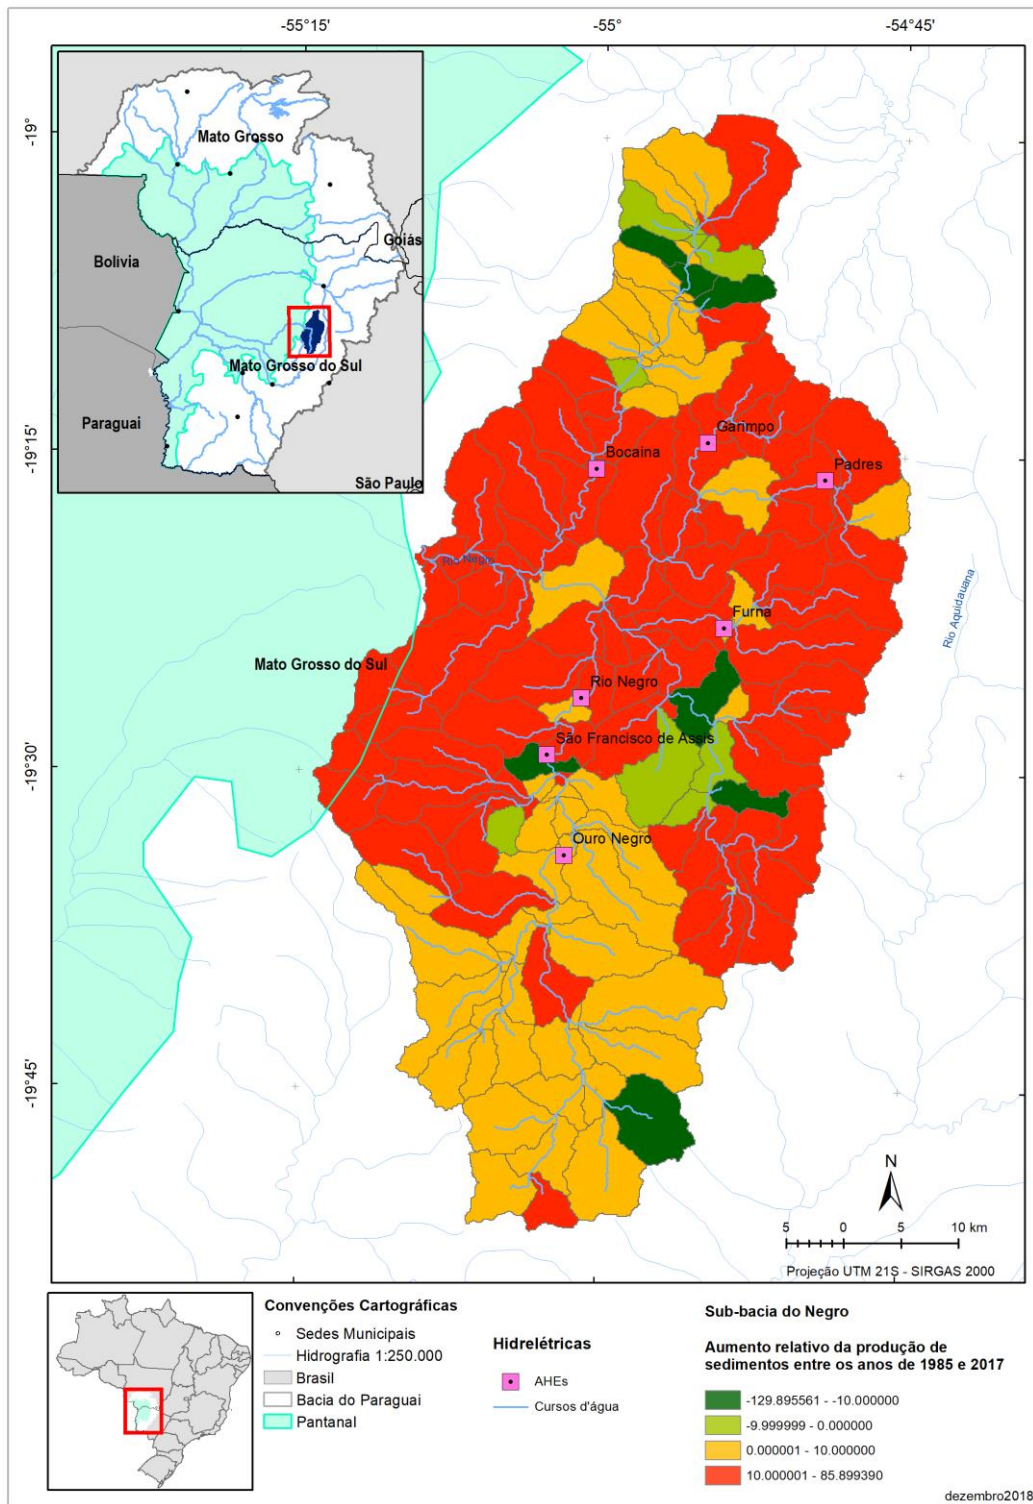 -55°15'
-55°
-54°45'
-19°
-19°15'
-19°30'
-19°45'
Mato Grosso
Goiás
Bolívia
Mato Grosso do Sul
Paraguai
São Paulo
Garimpo
Bocaina
Padres
Rio Negro
Furna
Rio Aquidauana
Mato Grosso do Sul
Rio Negro
São Francisco de Assis
Ouro Negro
N
5 0 5 10 km
Projeção UTM 21S - SIRGAS 2000
Convenções Cartográficas
Sedes Municipais
Hidrografia 1:250.000
Brasil
Bacia do Paraguai
Pantanal
Hidrelétricas
AHEs
Cursos d'água
Sub-bacia do Negro
Aumento relativo da produção de
sedimentos entre os anos de 1985 e 2017
-129.895561 - -10.000000
-9.999999 - 0.000000
0.000001 - 10.000000
10.000001 - 85.899390
dezembro2018